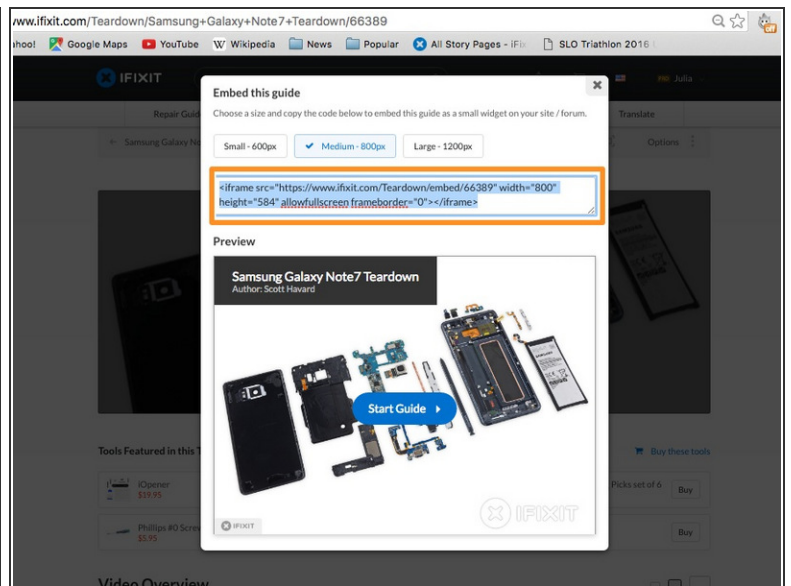 www.ifixit.com/Teardown/Samsung+Galaxy+Note7+Teardown/66389
Google Maps YouTube W Wikipedia News Popular All Story Pages - iFi SLO Triathlon 2016
IFIXIT Julia
Embed this guide
Choose a size and copy the code below to embed this guide as a small widget on your site / forum.
Repair Guid Translate
Samsung Galaxy No Options
Small - 600px Medium - 800px Large - 1200px
<iframe src="https://www.ifixit.com/Teardown/embed/66389" width="800"
height="584" allowfullscreen frameborder="0"></iframe>
Preview
Samsung Galaxy Note7 Teardown
Author: Scott Havard
Start Guide
IFIXIT
IFIXIT
Tools Featured in this T Buy these tools
iOpener Picks set of 6 Buy
$19.95
Phillips #0 Screw Buy
$5.95
Video Overview